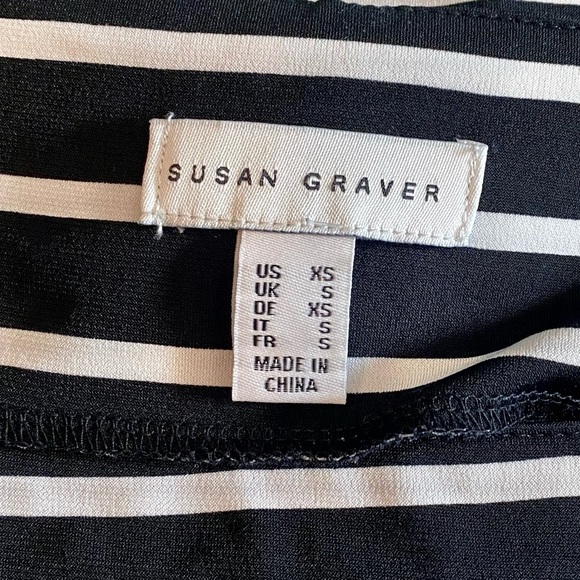 SUSAN GRAVER
US XS
UK S
DE XS
IT S
FR S
MADE IN
CHINA